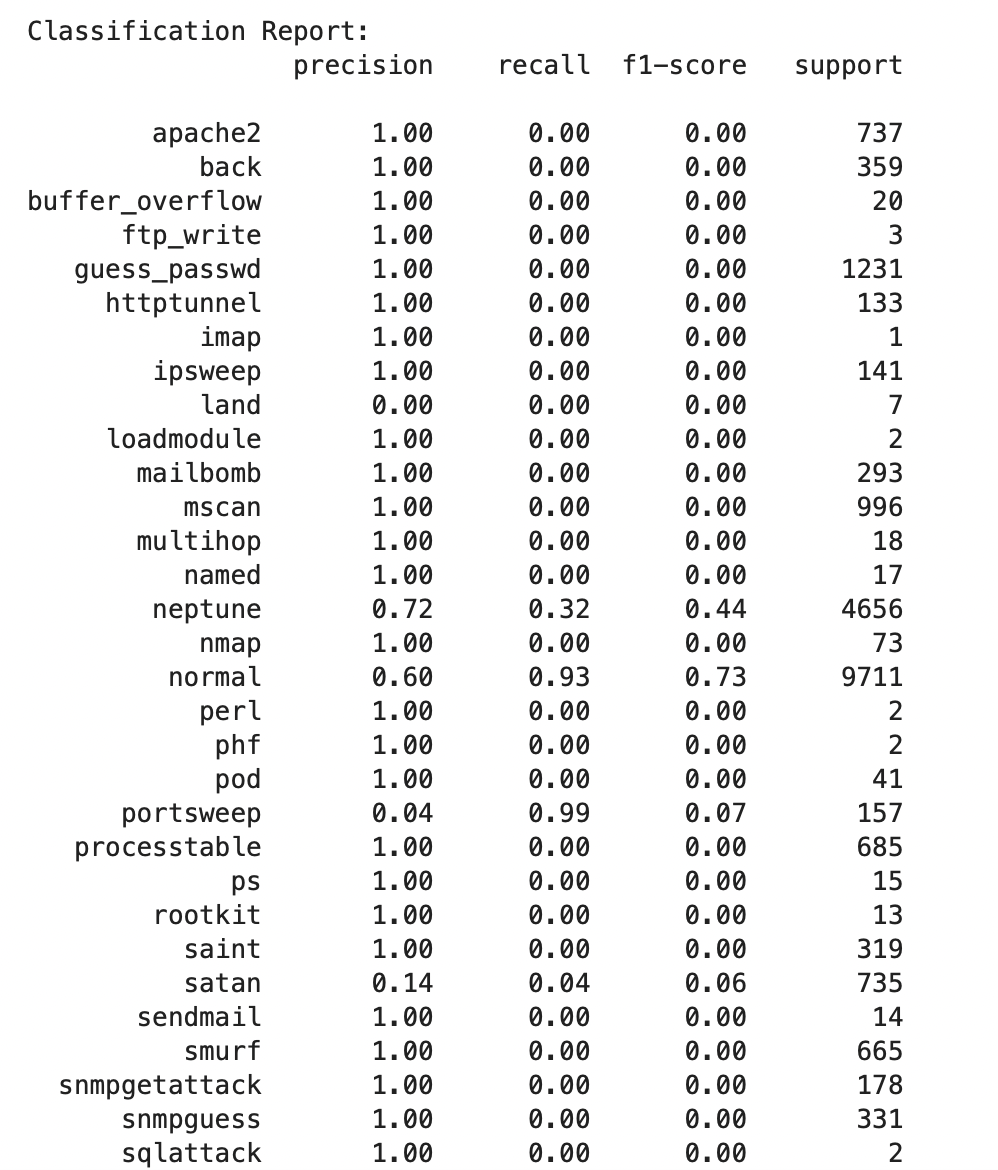 Classification Report:
precision recall f1-score support
apache2 1.00 0.00 0.00 737
back 1.00 0.00 0.00 359
buffer_overflow 1.00 0.00 0.00 20
ftp_write 1.00 0.00 0.00 3
guess_passwd 1.00 0.00 0.00 1231
httptunnel 1.00 0.00 0.00 133
imap 1.00 0.00 0.00 1
ipsweep 1.00 0.00 0.00 141
land 0.00 0.00 0.00 7
loadmodule 1.00 0.00 0.00 2
mailbomb 1.00 0.00 0.00 293
mscan 1.00 0.00 0.00 996
multihop 1.00 0.00 0.00 18
named 1.00 0.00 0.00 17
neptune 0.72 0.32 0.44 4656
nmap 1.00 0.00 0.00 73
normal 0.60 0.93 0.73 9711
perl 1.00 0.00 0.00 2
phf 1.00 0.00 0.00 2
pod 1.00 0.00 0.00 41
portsweep 0.04 0.99 0.07 157
processtable 1.00 0.00 0.00 685
ps 1.00 0.00 0.00 15
rootkit 1.00 0.00 0.00 13
saint 1.00 0.00 0.00 319
satan 0.14 0.04 0.06 735
sendmail 1.00 0.00 0.00 14
smurf 1.00 0.00 0.00 665
snmpgetattack 1.00 0.00 0.00 178
snmpguess 1.00 0.00 0.00 331
sqlattack 1.00 0.00 0.00 2